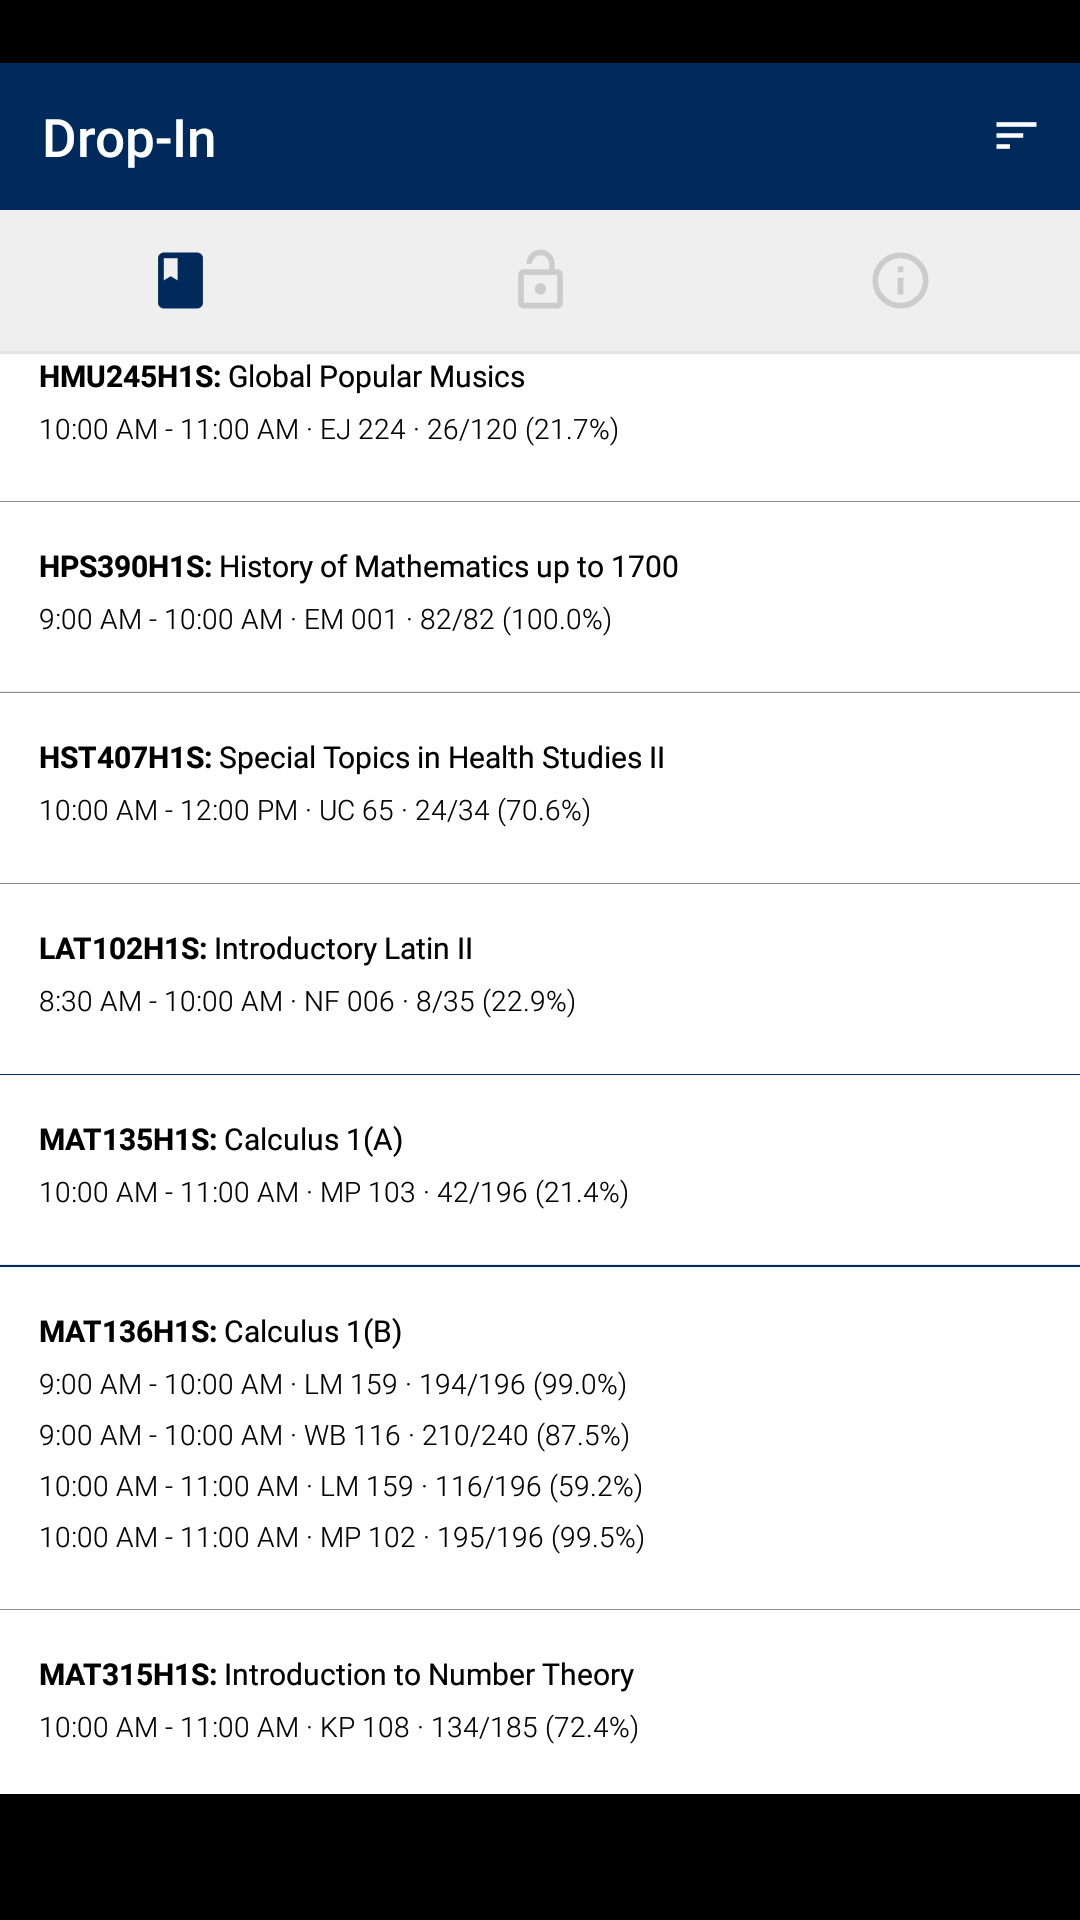 Drop-In
HMU245H1S: Global Popular Musics
10:00 AM - 11:00 AM · EJ 224 · 26/120 (21.7%)
HPS390H1S: History of Mathematics up to 1700
9:00 AM - 10:00 AM · EM 001 · 82/82 (100.0%)
HST407H1S: Special Topics in Health Studies II
10:00 AM - 12:00 PM · UC 65 · 24/34 (70.6%)
LAT102H1S: Introductory Latin II
8:30 AM - 10:00 AM · NF 006 · 8/35 (22.9%)
MAT135H1S: Calculus 1(A)
10:00 AM - 11:00 AM · MP 103 · 42/196 (21.4%)
MAT136H1S: Calculus 1(B)
9:00 AM - 10:00 AM · LM 159 · 194/196 (99.0%)
9:00 AM - 10:00 AM · WB 116 · 210/240 (87.5%)
10:00 AM - 11:00 AM · LM 159 · 116/196 (59.2%)
10:00 AM - 11:00 AM · MP 102 · 195/196 (99.5%)
MAT315H1S: Introduction to Number Theory
10:00 AM - 11:00 AM · KP 108 · 134/185 (72.4%)